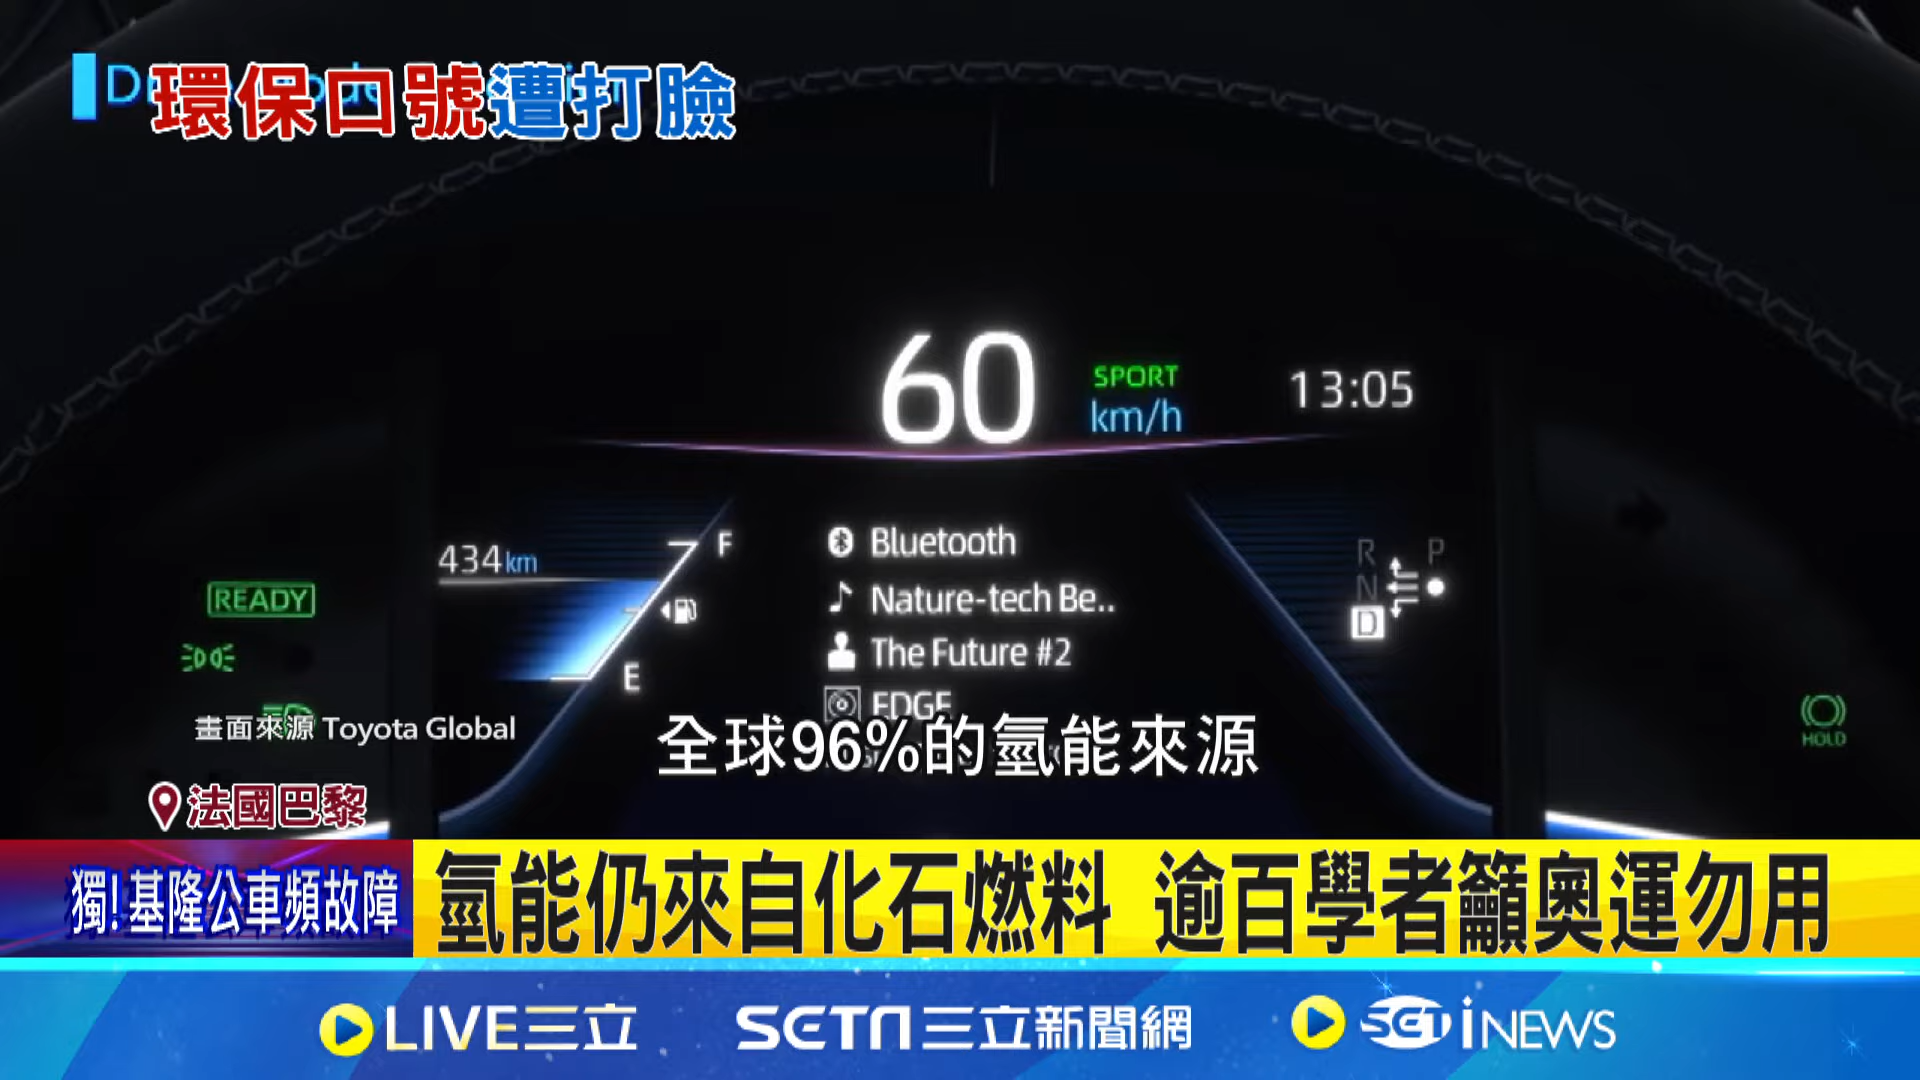 環保口號遭打臉
60
SPORT
km/h
13:05
434km
F
E
READY
Bluetooth
Nature-tech Be..
The Future #2
EDGE
R
N
D
P
HOLD
畫面來源 Toyota Global
全球96%的氫能來源
法國巴黎
獨!基隆公車頻故障
氫能仍來自化石燃料 逾百學者籲奧運勿用
LIVE三立
SETN三立新聞網
SETiNEWS